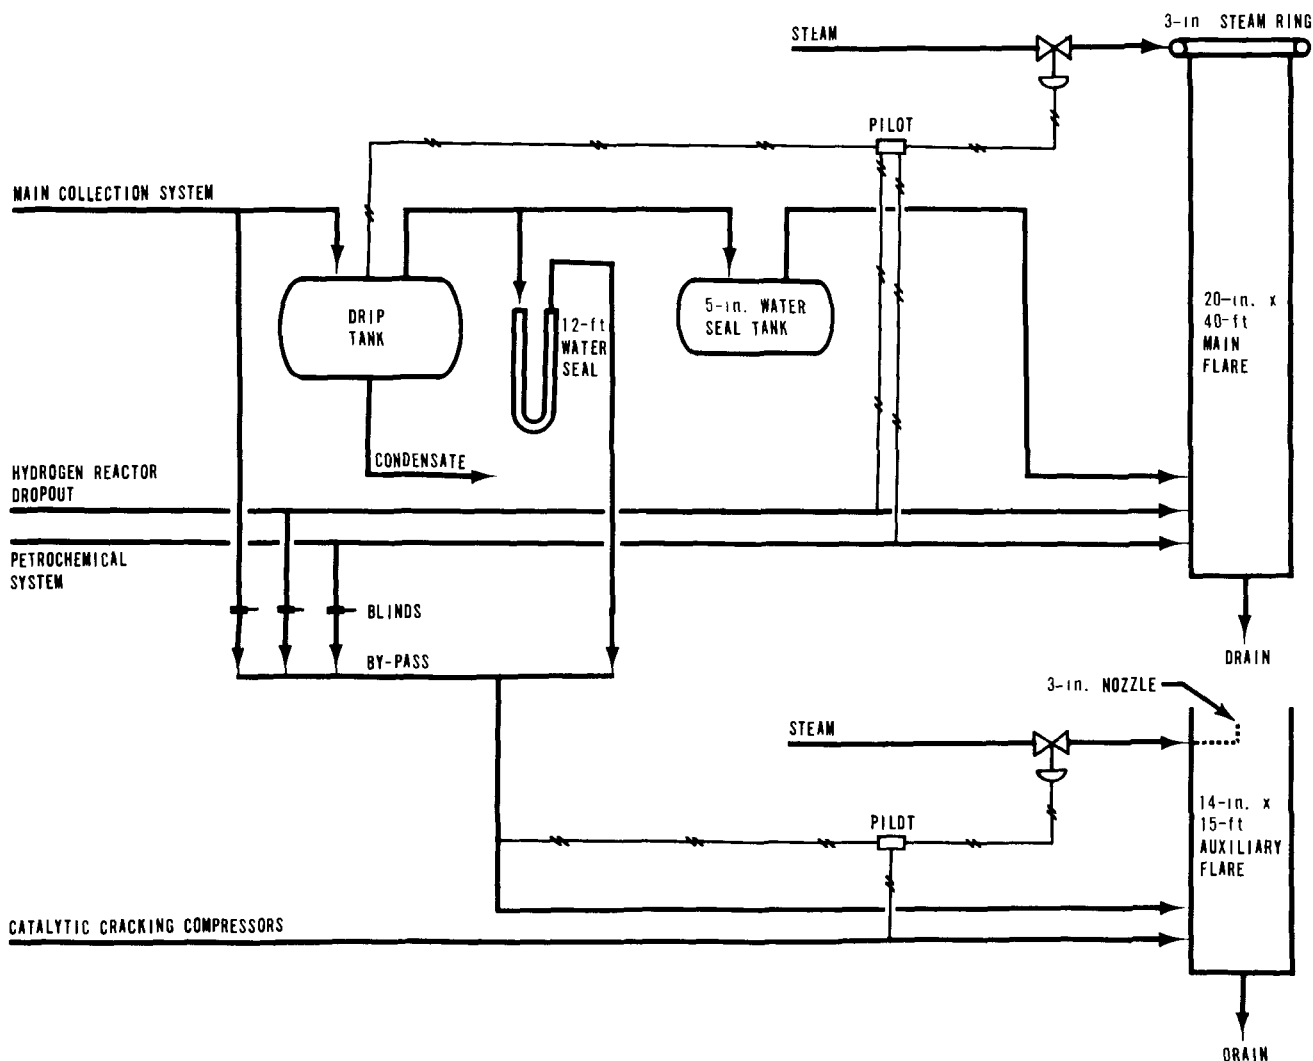 3-in STEAM RING
STEAM
PILOT
MAIN COLLECTION SYSTEM
DRIP
TANK
12-ft
WATER
SEAL
5-in. WATER
SEAL TANK
20-in. x
40-ft
MAIN
FLARE
CONDENSATE
HYDROGEN REACTOR
DROPOUT
PETROCHEMICAL
SYSTEM
BLINDS
BY-PASS
DRAIN
3-in. NOZZLE
STEAM
14-in. x
15-ft
AUXILIARY
FLARE
PILOT
CATALYTIC CRACKING COMPRESSORS
DRAIN